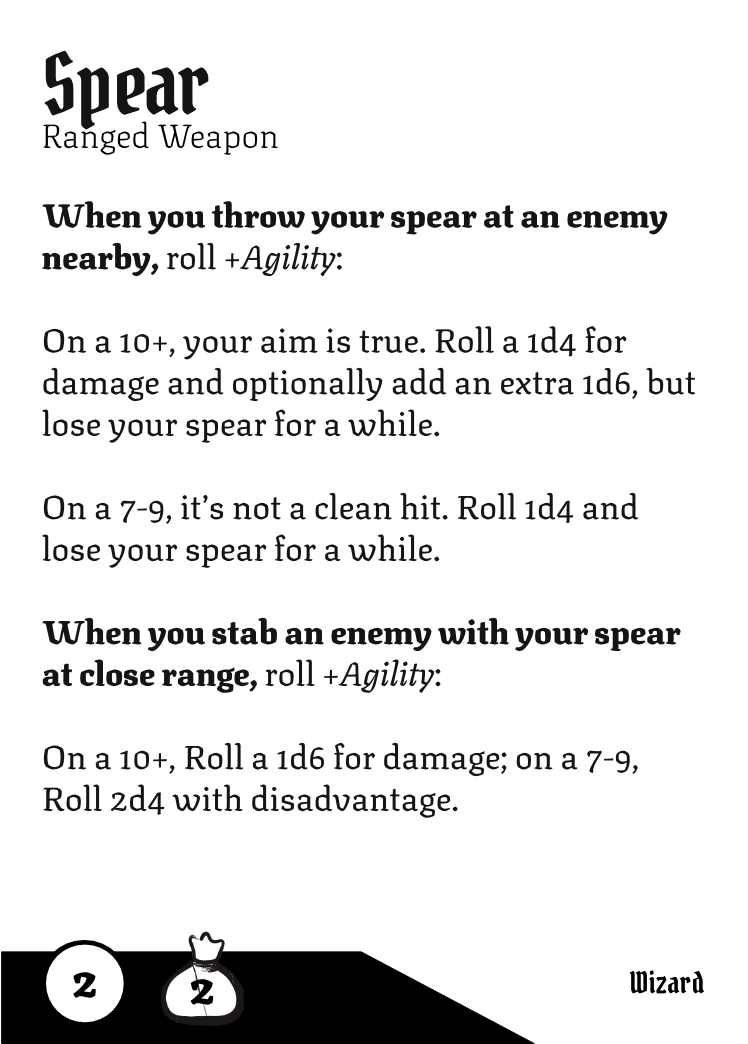 Spear
Ranged Weapon
When you throw your spear at an enemy
nearby, roll +Agility:
On a 10+, your aim is true. Roll a 1d4 for
damage and optionally add an extra 1d6, but
lose your spear for a while.
On a 7-9, it’s not a clean hit. Roll 1d4 and
lose your spear for a while.
When you stab an enemy with your spear
at close range, roll +Agility:
On a 10+, Roll a 1d6 for damage; on a 7-9,
Roll 2d4 with disadvantage.
2
2
Wizard